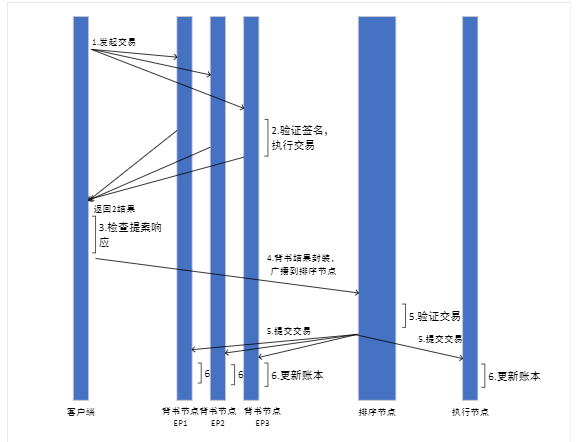 1.发起交易
2.验证签名，
执行交易
返回2结果
3.检查提案响
应
4.背书结果封装，
广播到排序节点
5.验证交易
5.提交交易
5.提交交易
6
6
6.更新账本
6.更新账本
客户端
背书节点
EP1
背书节点
EP2
背书节点
EP3
排序节点
执行节点